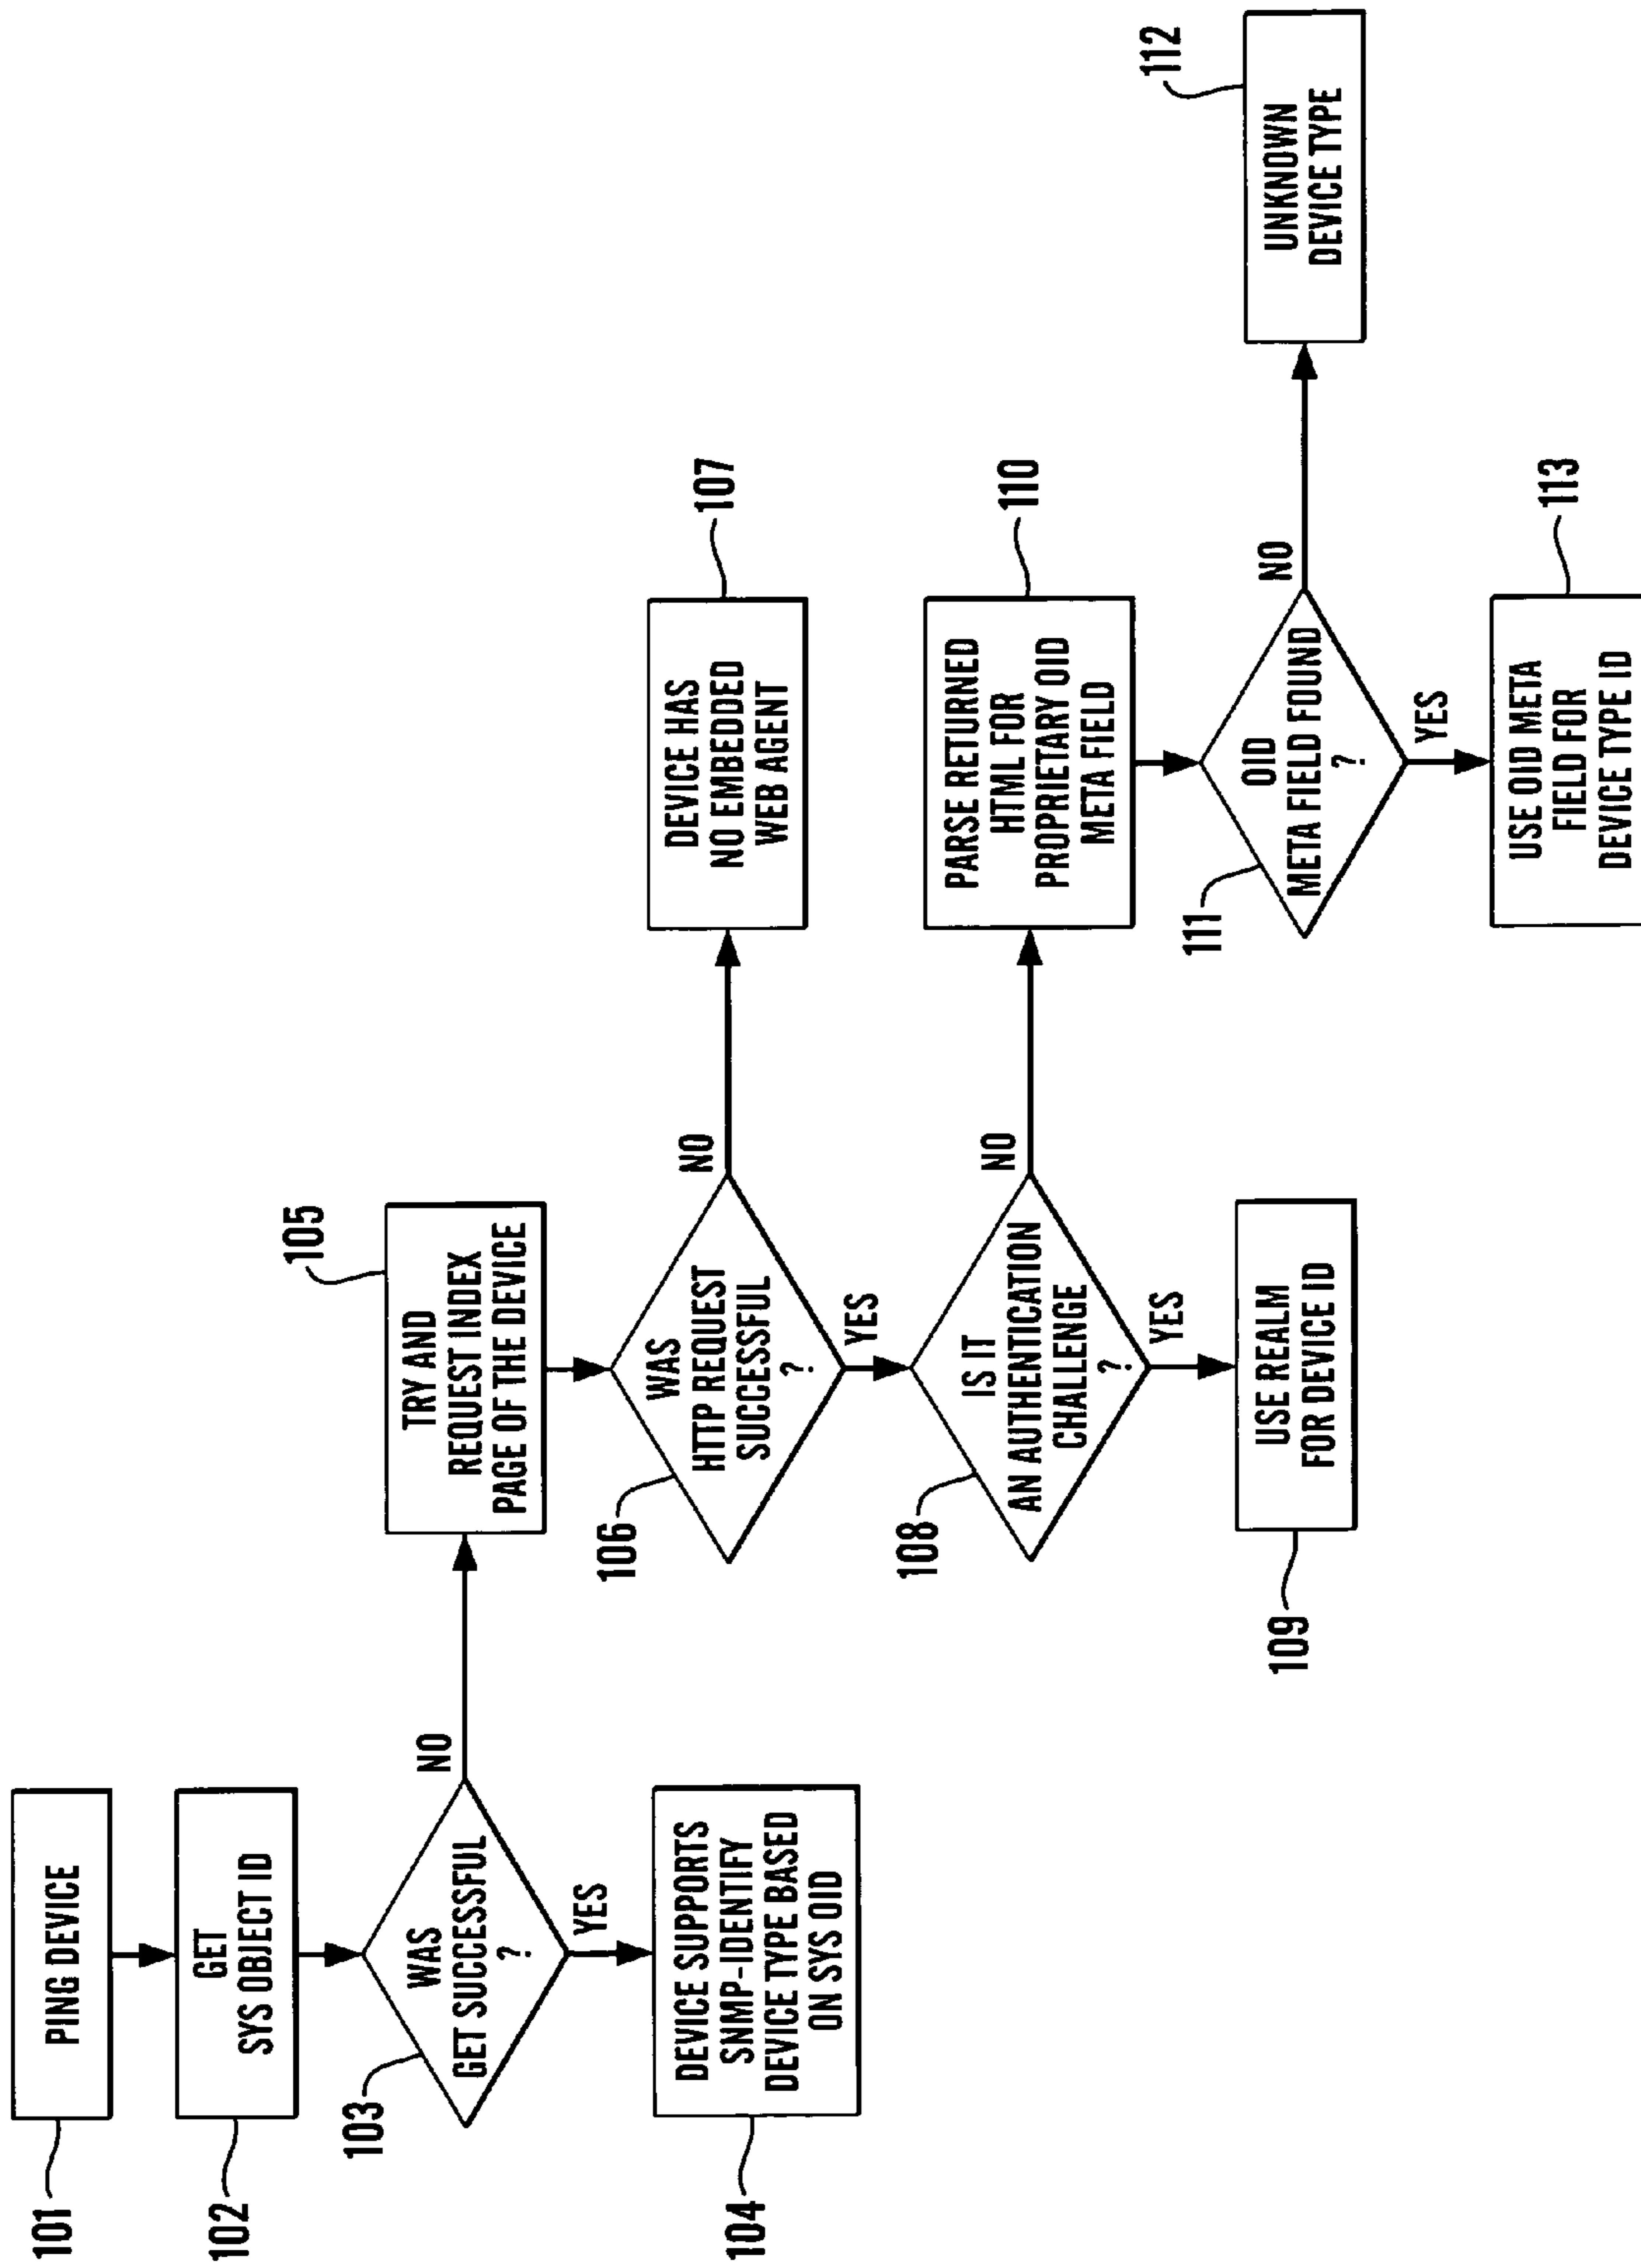 101
PING DEVICE
102
GET
SYS OBJECT ID
103
WAS
GET SUCCESSFUL
?
NO
YES
104
DEVICE SUPPORTS
SNMP-IDENTIFY
DEVICE TYPE BASED
ON SYS OID
105
TRY AND
REQUEST INDEX
PAGE OF THE DEVICE
106
WAS
HTTP REQUEST
SUCCESSFUL
?
NO
YES
107
DEVICE HAS
NO EMBEDDED
WEB AGENT
108
IS IT
AN AUTHENTICATION
CHALLENGE
?
NO
YES
109
USE REALM
FOR DEVICE ID
110
PARSE RETURNED
HTML FOR
PROPRIETARY OID
META FIELD
111
OID
META FIELD FOUND
?
NO
YES
112
UNKNOWN
DEVICE TYPE
113
USE OID META
FIELD FOR
DEVICE TYPE ID